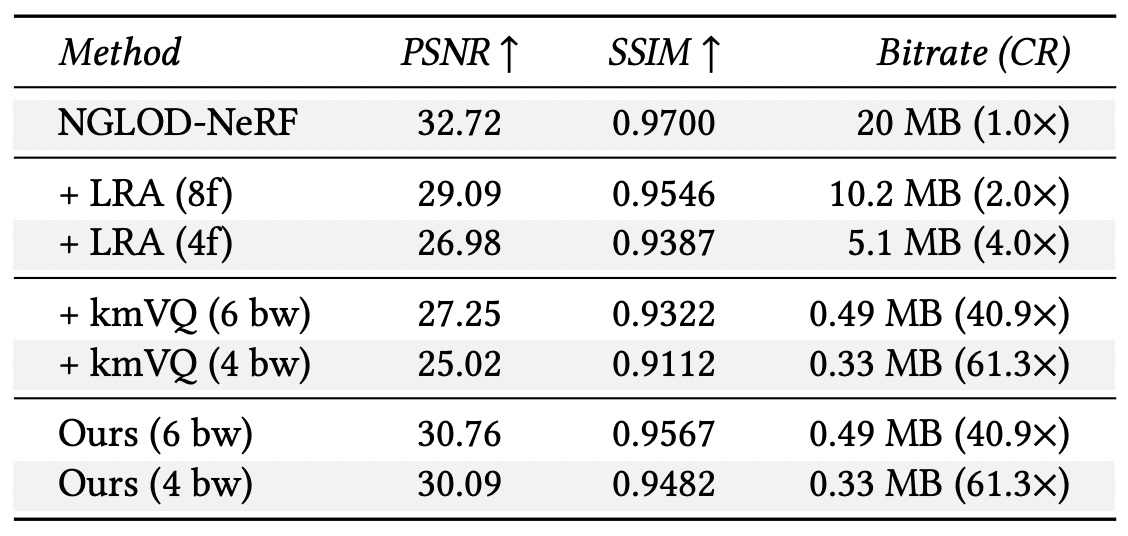 Method PSNR ↑ SSIM ↑ Bitrate (CR)
NGLOD-NeRF 32.72 0.9700 20 MB (1.0×)
+ LRA (8f) 29.09 0.9546 10.2 MB (2.0×)
+ LRA (4f) 26.98 0.9387 5.1 MB (4.0×)
+ kmVQ (6 bw) 27.25 0.9322 0.49 MB (40.9×)
+ kmVQ (4 bw) 25.02 0.9112 0.33 MB (61.3×)
Ours (6 bw) 30.76 0.9567 0.49 MB (40.9×)
Ours (4 bw) 30.09 0.9482 0.33 MB (61.3×)